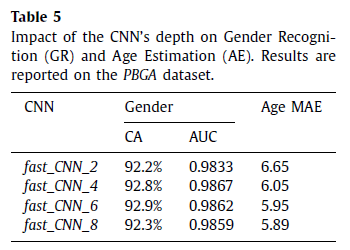 Table 5
Impact of the CNN's depth on Gender Recogni-
tion (GR) and Age Estimation (AE). Results are
reported on the PBGA dataset.
CNN Gender Age MAE
CA AUC
fast_CNN_2 92.2% 0.9833 6.65
fast_CNN_4 92.8% 0.9867 6.05
fast_CNN_6 92.9% 0.9862 5.95
fast_CNN_8 92.3% 0.9859 5.89